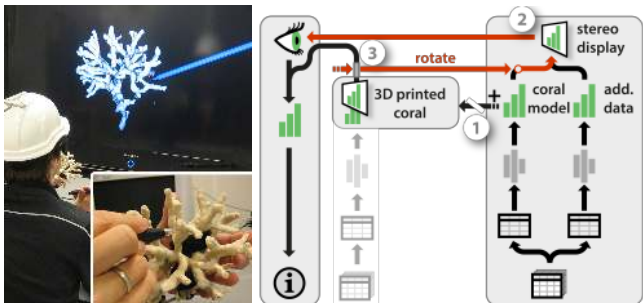 2
stereo
display
3
rotate
3D printed
coral
1
+
coral
model
add.
data
i